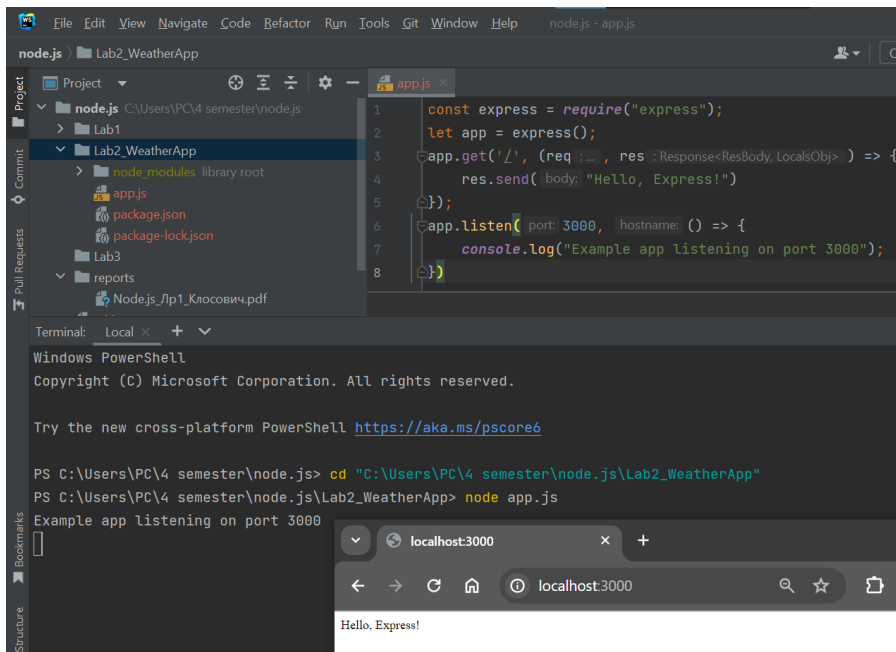 WS File Edit View Navigate Code Refactor Run Tools Git Window Help node.js - app.js
node.js Lab2_WeatherApp
Project
Project
app.js
node.js C:\Users\PC\4 semester\node.js
Lab1
Lab2_WeatherApp
node_modules library root
app.js
package.json
package-lock.json
Lab3
reports
Node.js_Лр1_Клосович.pdf
Commit
Pull Requests
1 const express = require("express");
2 let app = express();
3 app.get('/', (req :… , res : Response<ResBody, LocalsObj> ) => {
4 res.send( body: "Hello, Express!")
5 });
6 app.listen( port: 3000, hostname: () => {
7 console.log("Example app listening on port 3000");
8 })
Terminal: Local
Windows PowerShell
Copyright (C) Microsoft Corporation. All rights reserved.
Try the new cross-platform PowerShell https://aka.ms/pscore6
PS C:\Users\PC\4 semester\node.js> cd "C:\Users\PC\4 semester\node.js\Lab2_WeatherApp"
PS C:\Users\PC\4 semester\node.js\Lab2_WeatherApp> node app.js
Example app listening on port 3000
Bookmarks
Structure
localhost:3000
localhost:3000
Hello, Express!